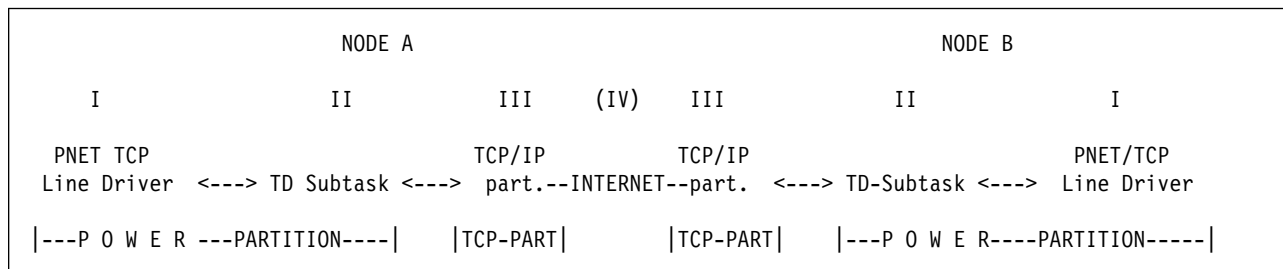 NODE A NODE B
I II III (IV) III II I
PNET TCP TCP/IP TCP/IP PNET/TCP
Line Driver <---> TD Subtask <---> part.--INTERNET--part. <---> TD-Subtask <---> Line Driver
|---P O W E R ---PARTITION----| |TCP-PART| |TCP-PART| |---P O W E R----PARTITION-----|